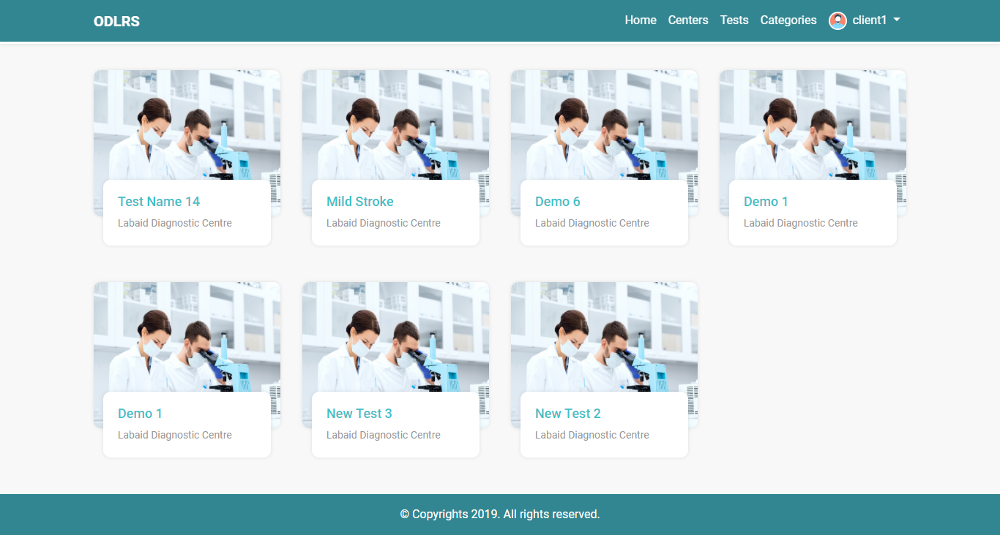 ODLRS
Home Centers Tests Categories client1
Test Name 14
Labaid Diagnostic Centre
Mild Stroke
Labaid Diagnostic Centre
Demo 6
Labaid Diagnostic Centre
Demo 1
Labaid Diagnostic Centre
Demo 1
Labaid Diagnostic Centre
New Test 3
Labaid Diagnostic Centre
New Test 2
Labaid Diagnostic Centre
© Copyrights 2019. All rights reserved.